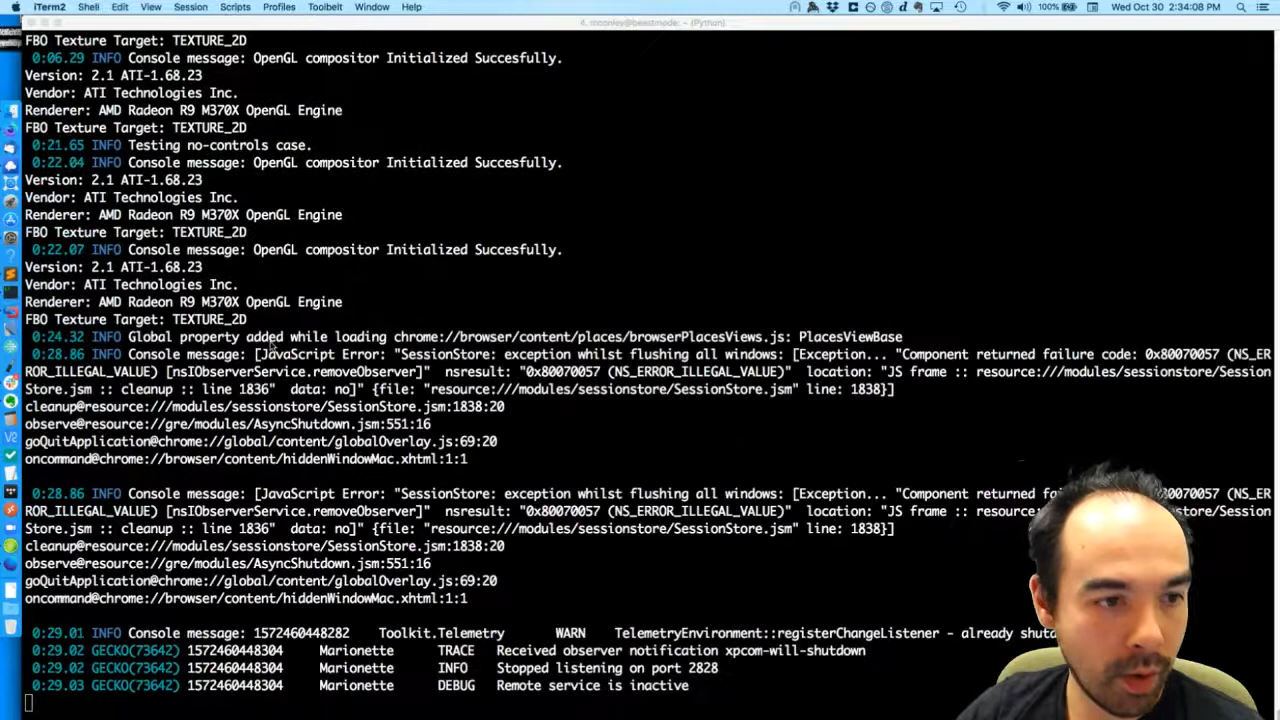 iTerm2 Shell Edit View Session Scripts Profiles Toolbelt Window Help 100% Wed Oct 30 2:34:08 PM
4. mconley@beastmode: ~ (Python)
FBO Texture Target: TEXTURE_2D
0:06.29 INFO Console message: OpenGL compositor Initialized Succesfully.
Version: 2.1 ATI-1.68.23
Vendor: ATI Technologies Inc.
Renderer: AMD Radeon R9 M370X OpenGL Engine
FBO Texture Target: TEXTURE_2D
0:21.65 INFO Testing no-controls case.
0:22.04 INFO Console message: OpenGL compositor Initialized Succesfully.
Version: 2.1 ATI-1.68.23
Vendor: ATI Technologies Inc.
Renderer: AMD Radeon R9 M370X OpenGL Engine
FBO Texture Target: TEXTURE_2D
0:22.07 INFO Console message: OpenGL compositor Initialized Succesfully.
Version: 2.1 ATI-1.68.23
Vendor: ATI Technologies Inc.
Renderer: AMD Radeon R9 M370X OpenGL Engine
FBO Texture Target: TEXTURE_2D
0:24.32 INFO Global property added while loading chrome://browser/content/places/browserPlacesViews.js: PlacesViewBase
0:28.86 INFO Console message: [JavaScript Error: "SessionStore: exception whilst flushing all windows: [Exception... "Component returned failure code: 0x80070057 (NS_ER
ROR_ILLEGAL_VALUE) [nsIObserverService.removeObserver]" nsresult: "0x80070057 (NS_ERROR_ILLEGAL_VALUE)" location: "JS frame :: resource:///modules/sessionstore/Session
Store.jsm :: cleanup :: line 1836" data: no]" {file: "resource:///modules/sessionstore/SessionStore.jsm" line: 1838}]
cleanup@resource:///modules/sessionstore/SessionStore.jsm:1838:20
observe@resource://gre/modules/AsyncShutdown.jsm:551:16
goQuitApplication@chrome://global/content/globalOverlay.js:69:20
oncommand@chrome://browser/content/hiddenWindowMac.xhtml:1:1
0:28.86 INFO Console message: [JavaScript Error: "SessionStore: exception whilst flushing all windows: [Exception... "Component returned 0x80070057 (NS_ER
ROR_ILLEGAL_VALUE) [nsIObserverService.removeObserver]" nsresult: "0x80070057 (NS_ERROR_ILLEGAL_VALUE)" location: "JS frame :: resource:///modules/sessionstore/Session
Store.jsm :: cleanup :: line 1836" data: no]" {file: "resource:///modules/sessionstore/SessionStore.jsm" line: 1838}]
cleanup@resource:///modules/sessionstore/SessionStore.jsm:1838:20
observe@resource://gre/modules/AsyncShutdown.jsm:551:16
goQuitApplication@chrome://global/content/globalOverlay.js:69:20
oncommand@chrome://browser/content/hiddenWindowMac.xhtml:1:1
0:29.01 INFO Console message: 1572460448282 Toolkit.Telemetry WARN TelemetryEnvironment::registerChangeListener - already
0:29.02 GECKO(73642) 1572460448304 Marionette TRACE Received observer notification xpcom-will-shutdown
0:29.02 GECKO(73642) 1572460448304 Marionette INFO Stopped listening on port 2828
0:29.03 GECKO(73642) 1572460448304 Marionette DEBUG Remote service is inactive